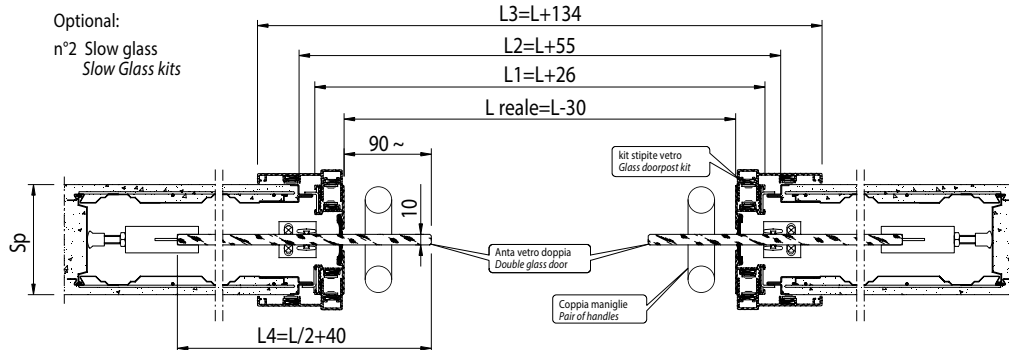 Optional:
n°2 Slow glass
Slow Glass kits
L3=L+134
L2=L+55
L1=L+26
L reale=L-30
90 ~
kit stipite vetro
Glass doorpost kit
10
Sp
Anta vetro doppia
Double glass door
Coppia maniglie
Pair of handles
L4=L/2+40